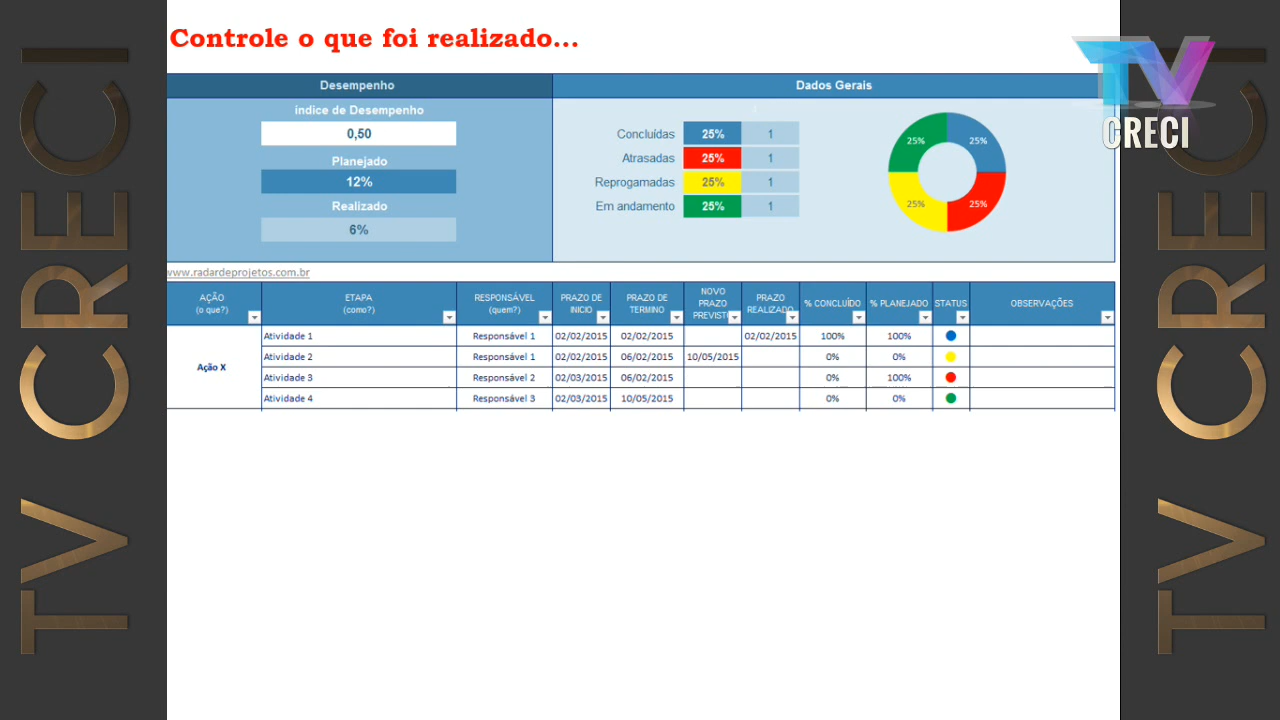 Controle o que foi realizado...
TV
CRECI
TV CRECI
TV CRECI
Desempenho
Dados Gerais
índice de Desempenho
0,50
Planejado
12%
Realizado
6%
Concluídas 25% 1
Atrasadas 25% 1
Reprogamadas 25% 1
Em andamento 25% 1
25% 25%
25% 25%
www.radardeprojetos.com.br
AÇÃO (o que?) ETAPA (como?) RESPONSÁVEL (quem?) PRAZO DE INICIO PRAZO DE TERMINO NOVO PRAZO PREVISTO PRAZO REALIZADO % CONCLUÍDO % PLANEJADO STATUS OBSERVAÇÕES
Ação X
Atividade 1 Responsável 1 02/02/2015 02/02/2015 02/02/2015 100% 100%
Atividade 2 Responsável 1 02/02/2015 06/02/2015 10/05/2015 0% 0%
Atividade 3 Responsável 2 02/03/2015 06/02/2015 0% 100%
Atividade 4 Responsável 3 02/03/2015 10/05/2015 0% 0%